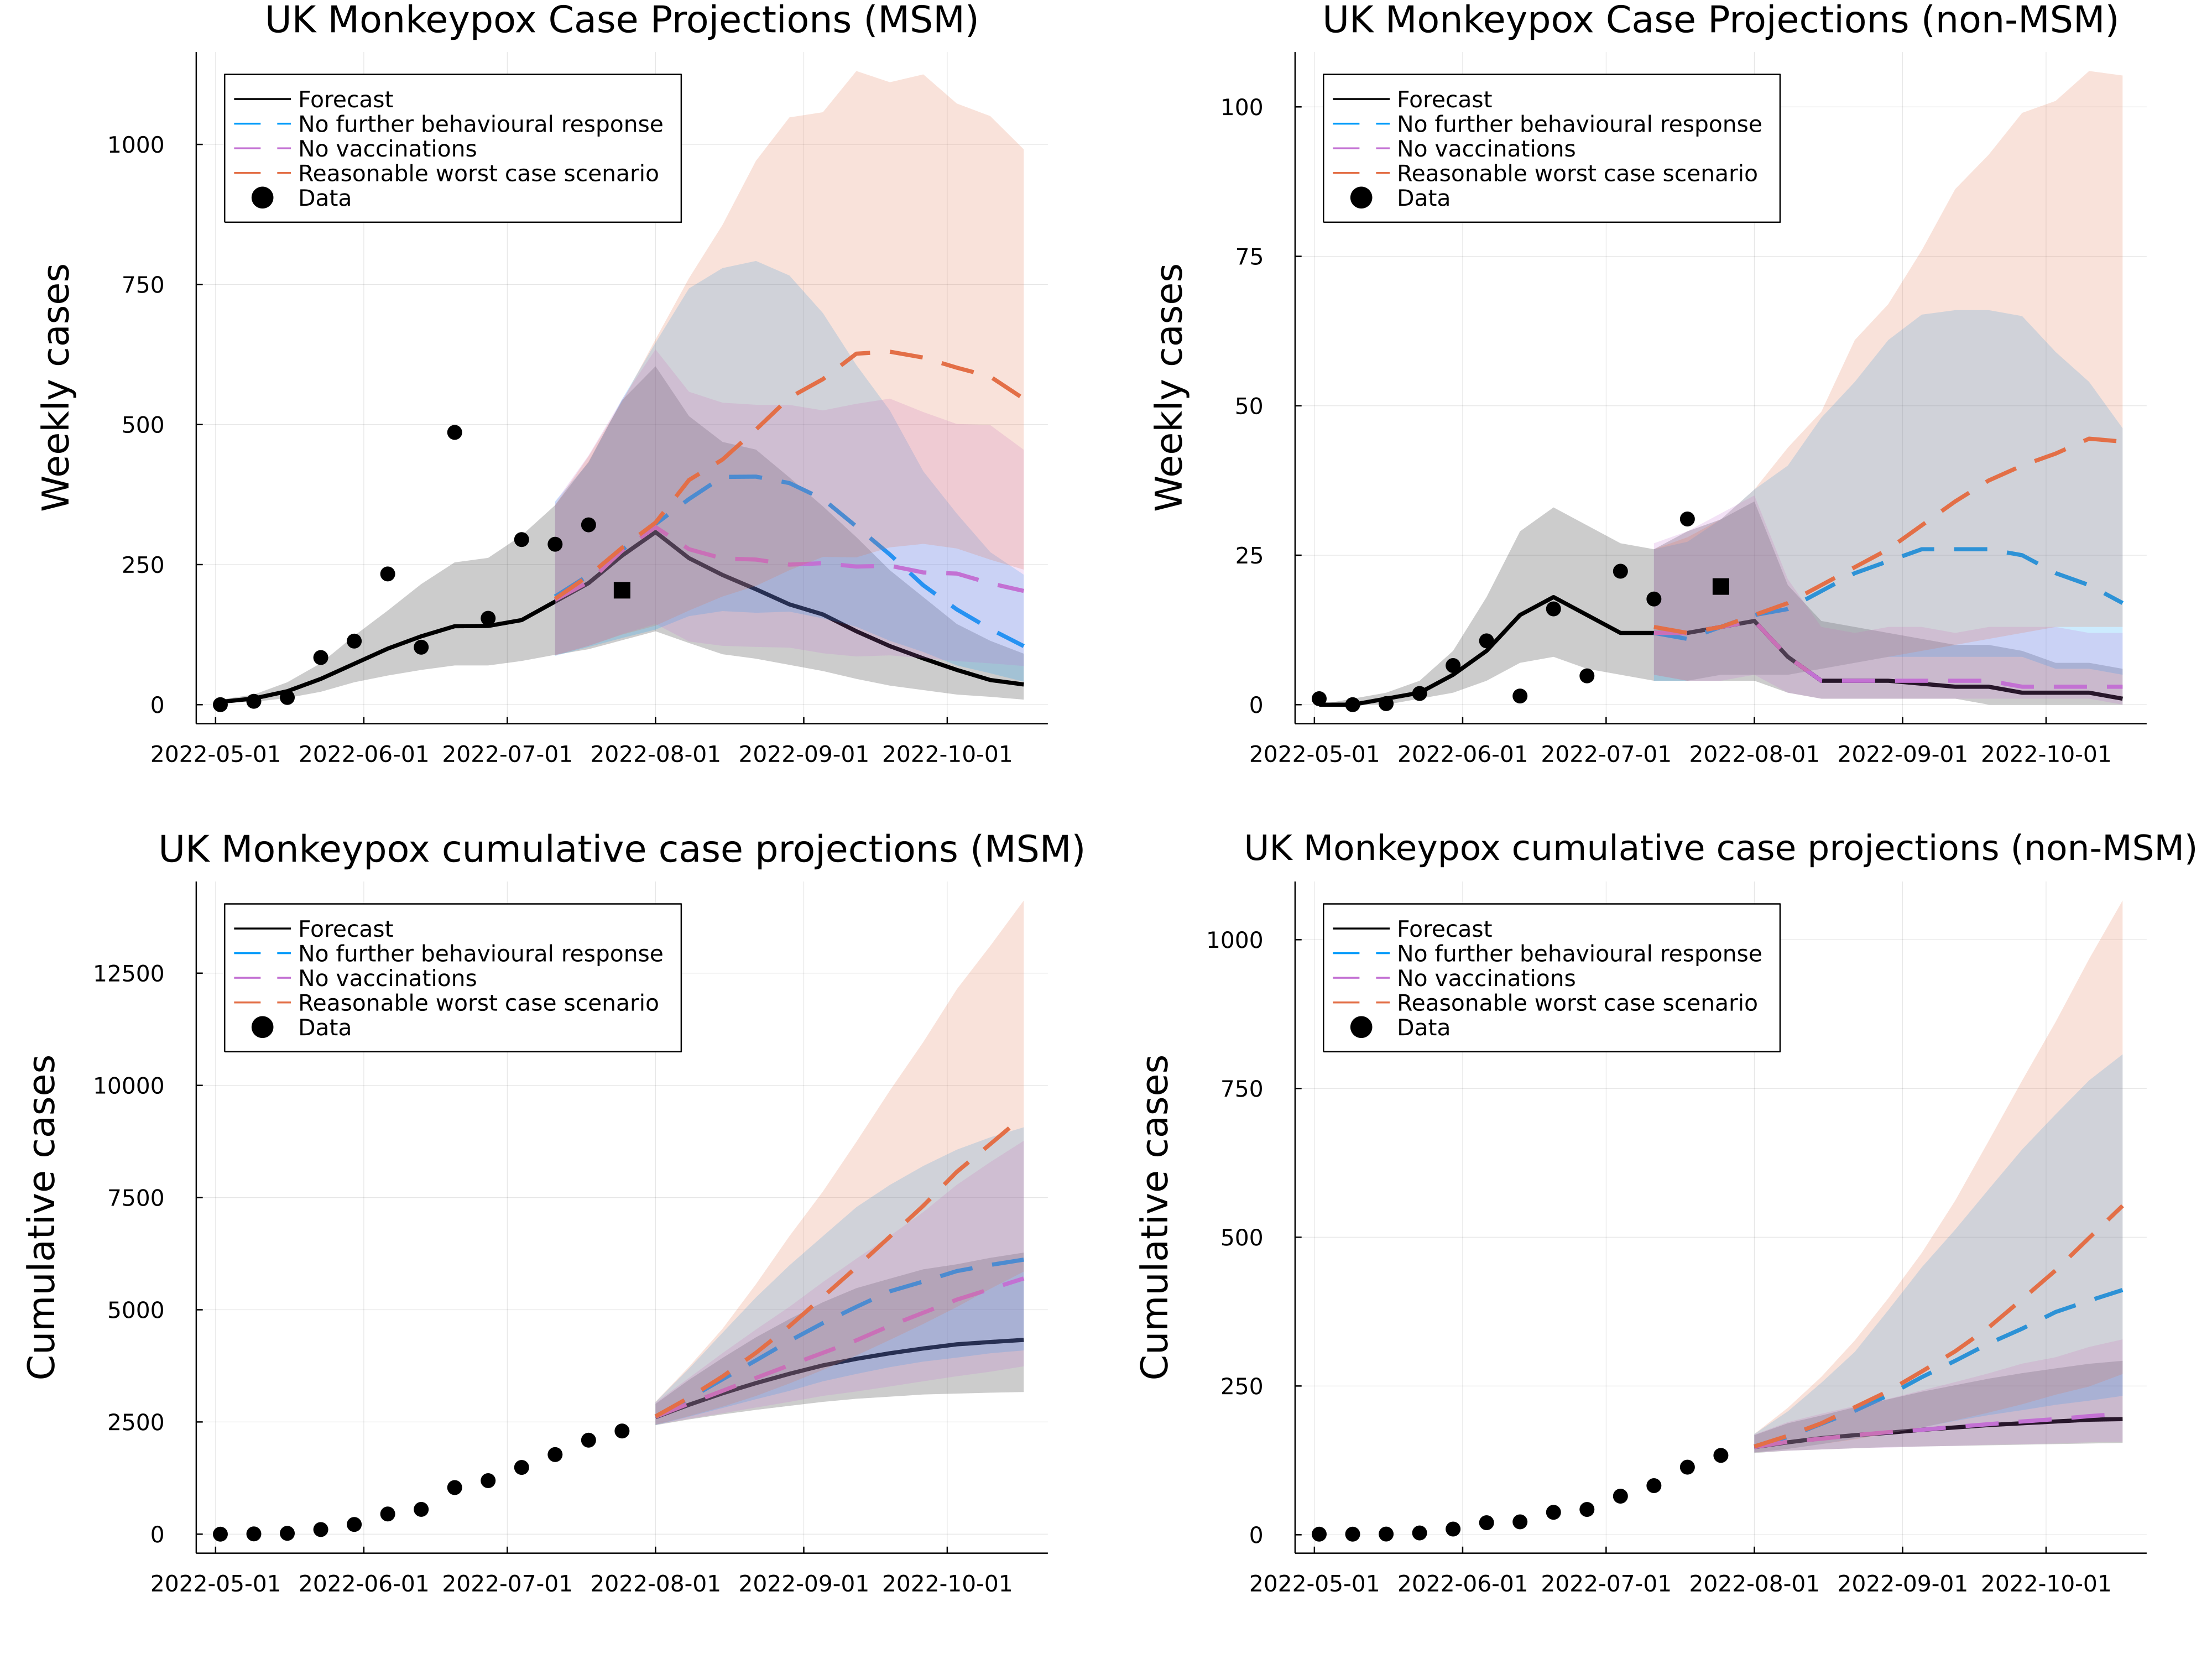 UK Monkeypox Case Projections (MSM)
Weekly cases
1000
750
500
250
0
Forecast
No further behavioural response
No vaccinations
Reasonable worst case scenario
Data
2022-05-01 2022-06-01 2022-07-01 2022-08-01 2022-09-01 2022-10-01
UK Monkeypox Case Projections (non-MSM)
Weekly cases
100
75
50
25
0
Forecast
No further behavioural response
No vaccinations
Reasonable worst case scenario
Data
2022-05-01 2022-06-01 2022-07-01 2022-08-01 2022-09-01 2022-10-01
UK Monkeypox cumulative case projections (MSM)
Cumulative cases
12500
10000
7500
5000
2500
0
Forecast
No further behavioural response
No vaccinations
Reasonable worst case scenario
Data
2022-05-01 2022-06-01 2022-07-01 2022-08-01 2022-09-01 2022-10-01
UK Monkeypox cumulative case projections (non-MSM)
Cumulative cases
1000
750
500
250
0
Forecast
No further behavioural response
No vaccinations
Reasonable worst case scenario
Data
2022-05-01 2022-06-01 2022-07-01 2022-08-01 2022-09-01 2022-10-01